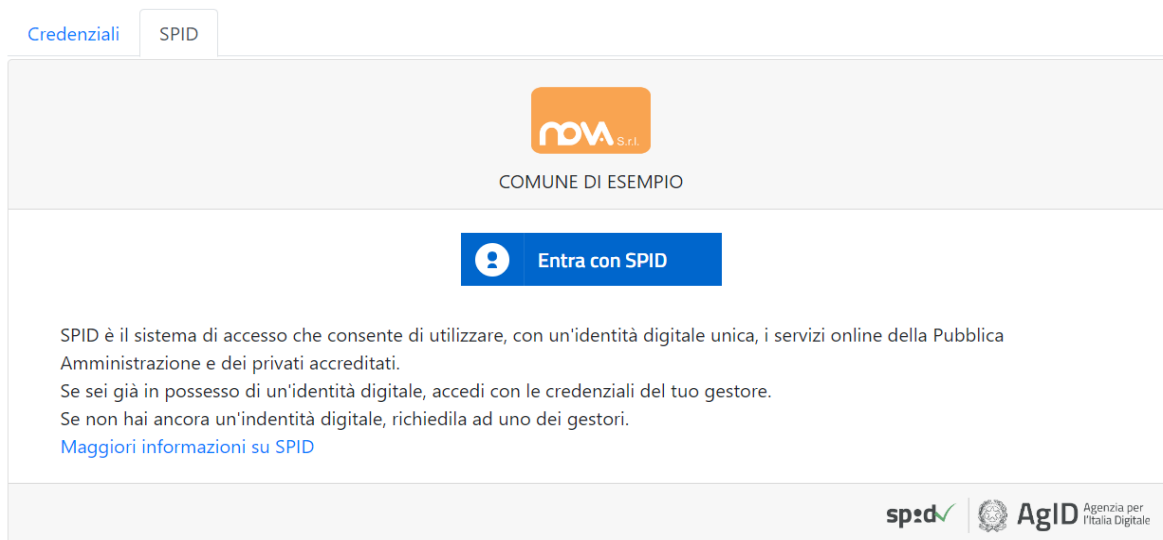 Credenziali SPID
nova S.r.l.
COMUNE DI ESEMPIO
Entra con SPID
SPID è il sistema di accesso che consente di utilizzare, con un'identità digitale unica, i servizi online della Pubblica
Amministrazione e dei privati accreditati.
Se sei già in possesso di un'identità digitale, accedi con le credenziali del tuo gestore.
Se non hai ancora un'indentità digitale, richiedila ad uno dei gestori.
Maggiori informazioni su SPID
spid AgID Agenzia per
l'Italia Digitale